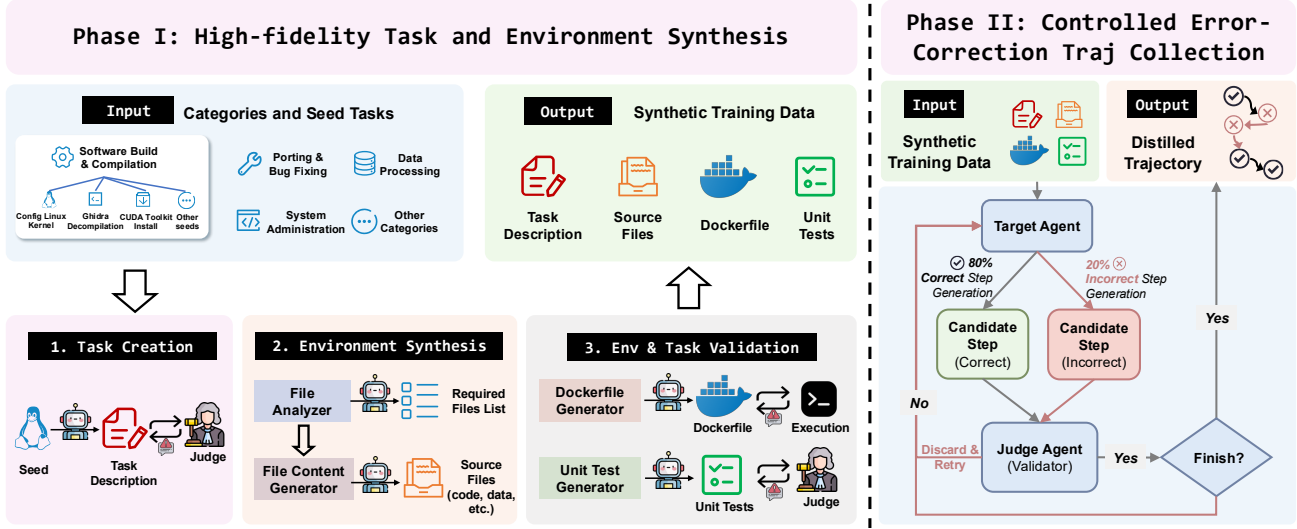 Phase I: High-fidelity Task and Environment Synthesis
Input
Categories and Seed Tasks
Software Build
& Compilation
Config Linux
Kernel
Ghidra
Decompilation
CUDA Toolkit
Install
Other
seeds
Porting &
Bug Fixing
Data
Processing
System
Administration
Other
Categories
Output
Synthetic Training Data
Task
Description
Source
Files
Dockerfile
Unit
Tests
1. Task Creation
Seed
Task
Description
Judge
2. Environment Synthesis
File
Analyzer
Required
Files List
File Content
Generator
Source
Files
(code, data,
etc.)
3. Env & Task Validation
Dockerfile
Generator
Dockerfile
Execution
Unit Test
Generator
Unit Tests
Judge
Phase II: Controlled Error-
Correction Traj Collection
Input
Synthetic
Training Data
Output
Distilled
Trajectory
Target Agent
80%
Correct Step
Generation
20%
Incorrect Step
Generation
Candidate
Step
(Correct)
Candidate
Step
(Incorrect)
Yes
No
Discard &
Retry
Judge Agent
(Validator)
Yes
Finish?